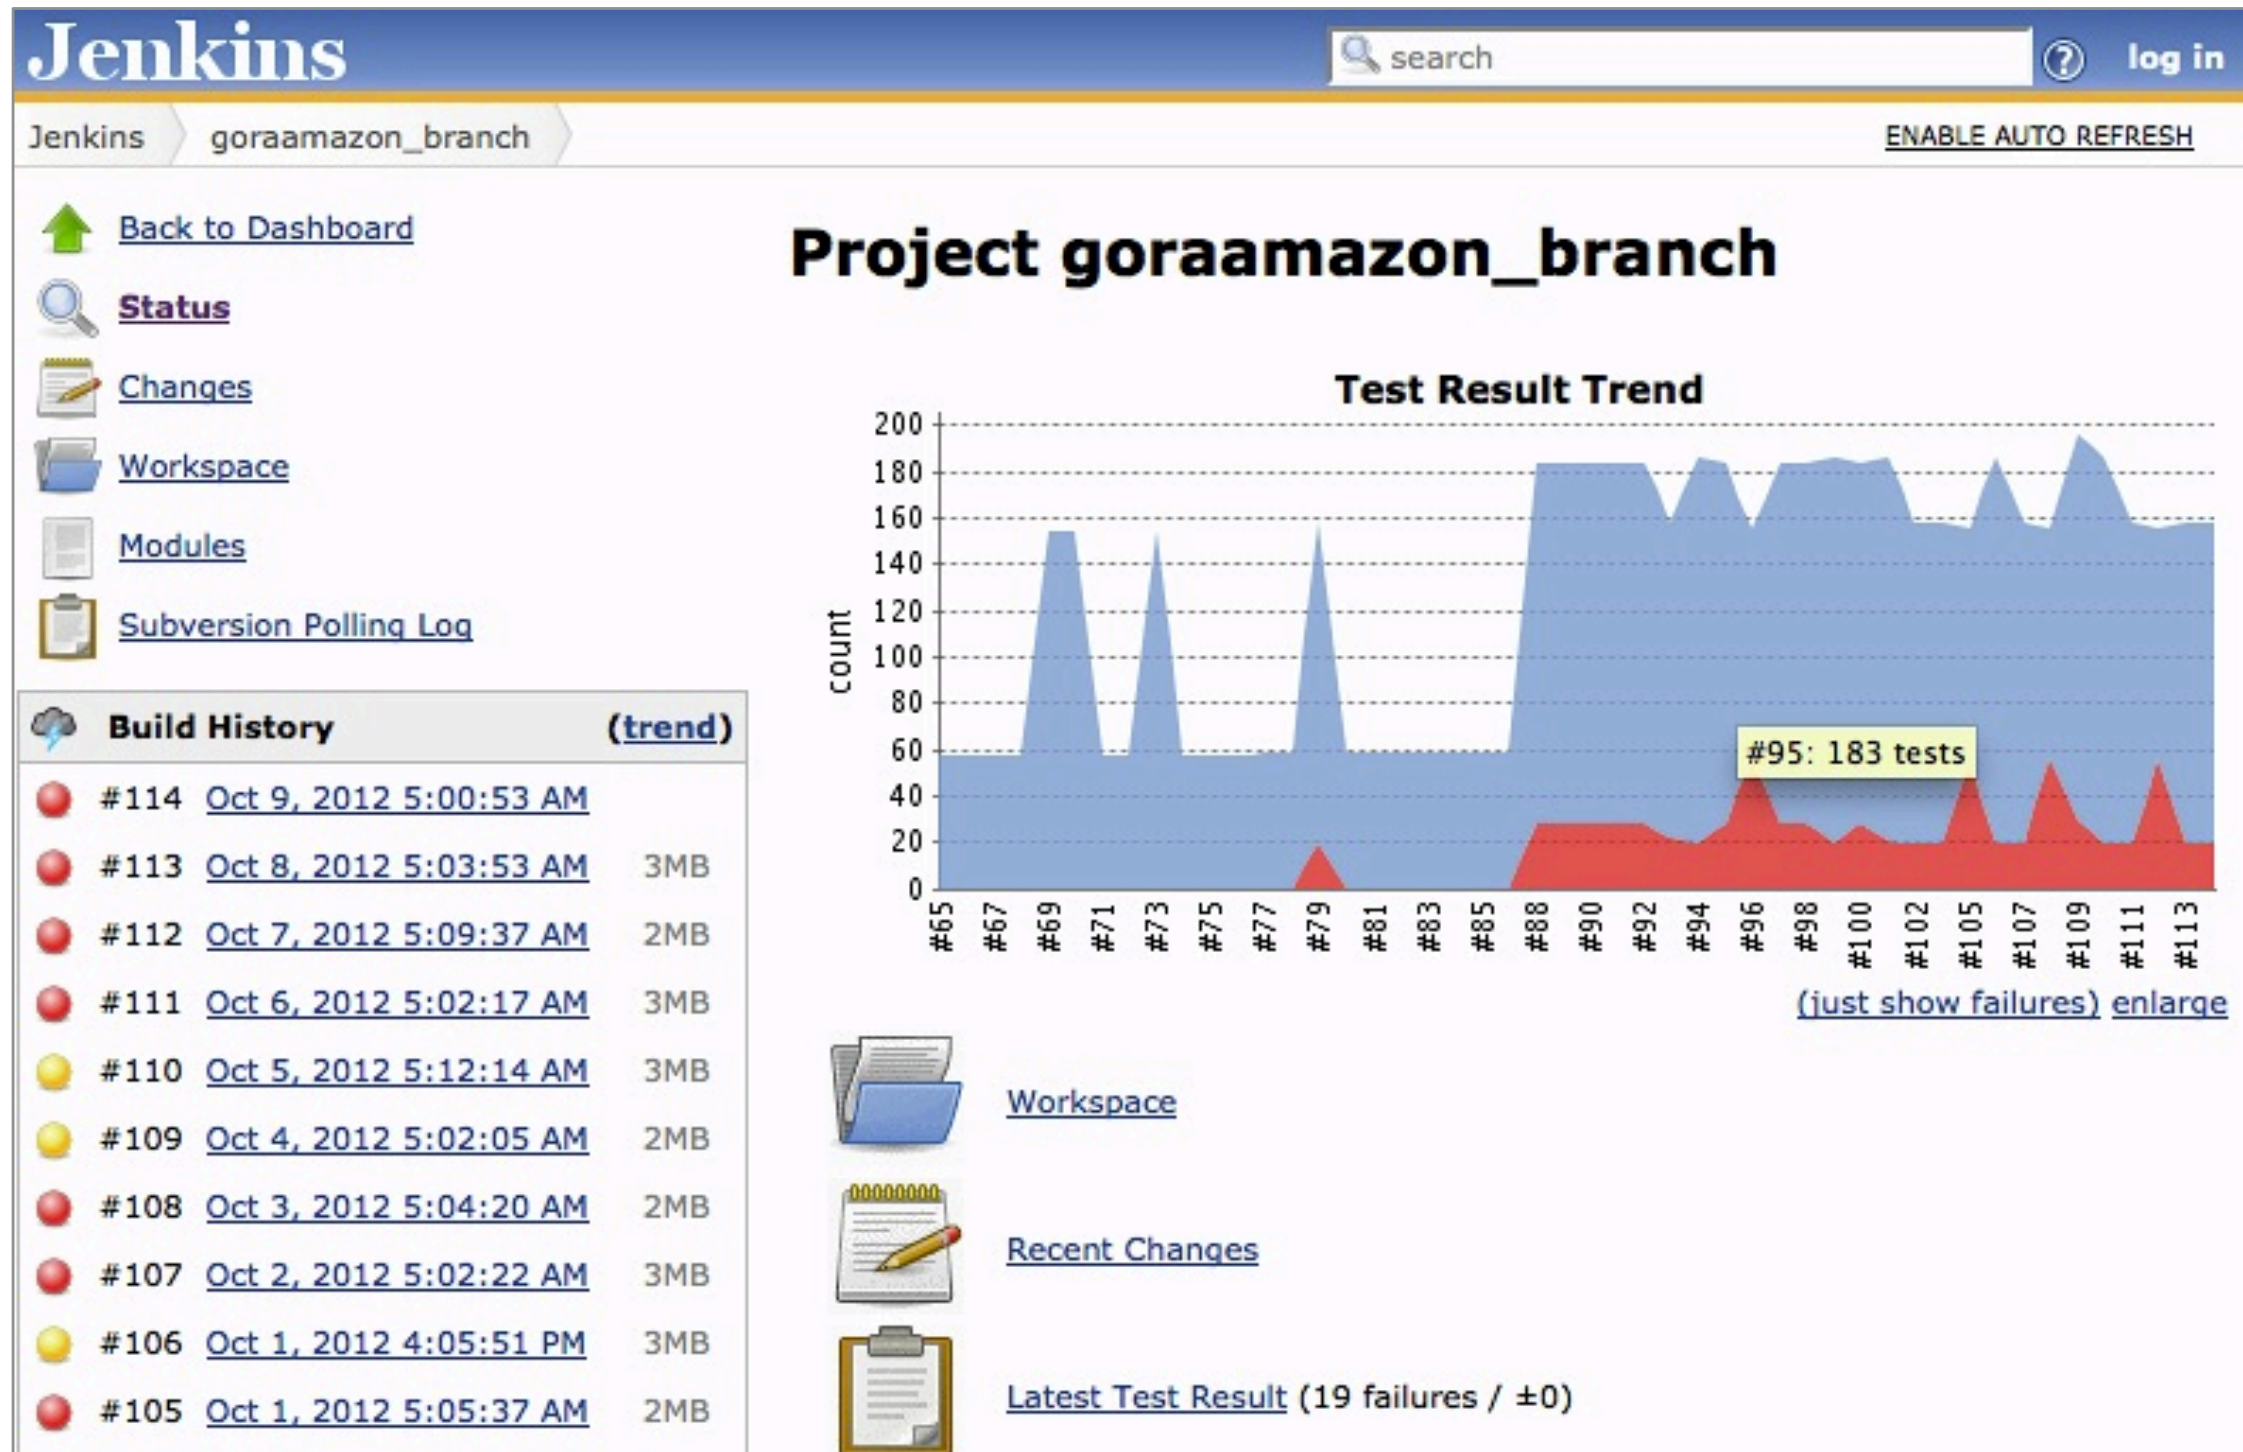 Jenkins
search
? log in
Jenkins goraamazon_branch
ENABLE AUTO REFRESH
Back to Dashboard
Status
Changes
Workspace
Modules
Subversion Polling Log
Build History (trend)
#114 Oct 9, 2012 5:00:53 AM
#113 Oct 8, 2012 5:03:53 AM 3MB
#112 Oct 7, 2012 5:09:37 AM 2MB
#111 Oct 6, 2012 5:02:17 AM 3MB
#110 Oct 5, 2012 5:12:14 AM 3MB
#109 Oct 4, 2012 5:02:05 AM 2MB
#108 Oct 3, 2012 5:04:20 AM 2MB
#107 Oct 2, 2012 5:02:22 AM 3MB
#106 Oct 1, 2012 4:05:51 PM 3MB
#105 Oct 1, 2012 5:05:37 AM 2MB
Project goraamazon_branch
Test Result Trend
200
180
160
140
120
100
80
60
40
20
0
count
#95: 183 tests
#65 #67 #69 #71 #73 #75 #77 #79 #81 #83 #85 #88 #90 #92 #94 #96 #98 #100 #102 #105 #107 #109 #111 #113
(just show failures) enlarge
Workspace
Recent Changes
Latest Test Result (19 failures / ±0)